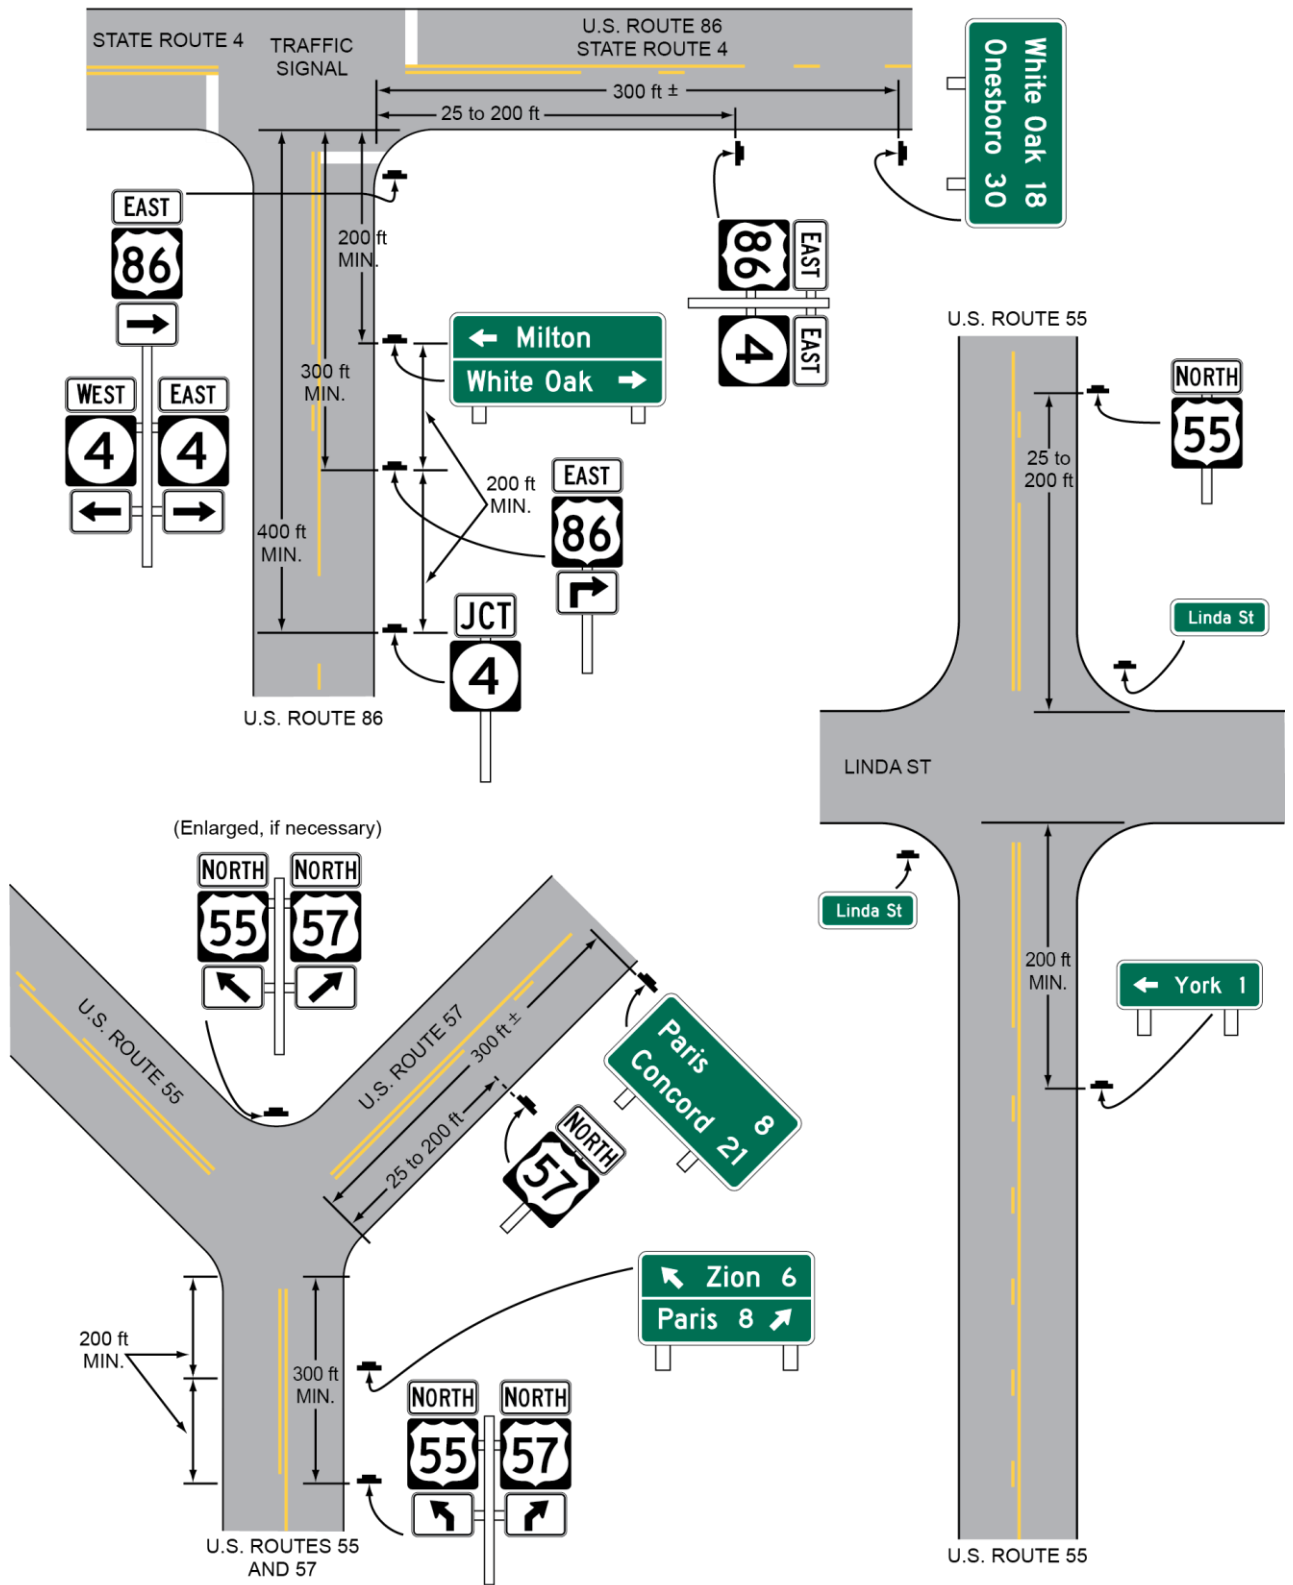 STATE ROUTE 4
TRAFFIC
SIGNAL
U.S. ROUTE 86
STATE ROUTE 4
300 ft ±
25 to 200 ft
White Oak 18
Onesboro 30
EAST
86
WEST
4
EAST
4
200 ft
MIN.
300 ft
MIN.
400 ft
MIN.
Milton
White Oak
200 ft
MIN.
EAST
86
JCT
4
U.S. ROUTE 86
EAST
86
EAST
4
U.S. ROUTE 55
NORTH
55
25 to
200 ft
Linda St
LINDA ST
Linda St
200 ft
MIN.
York 1
U.S. ROUTE 55
(Enlarged, if necessary)
NORTH
55
NORTH
57
U.S. ROUTE 55
U.S. ROUTE 57
300 ft ±
25 to 200 ft
Paris 8
Concord 21
NORTH
57
Zion 6
Paris 8
200 ft
MIN.
300 ft
MIN.
NORTH
55
NORTH
57
U.S. ROUTES 55
AND 57